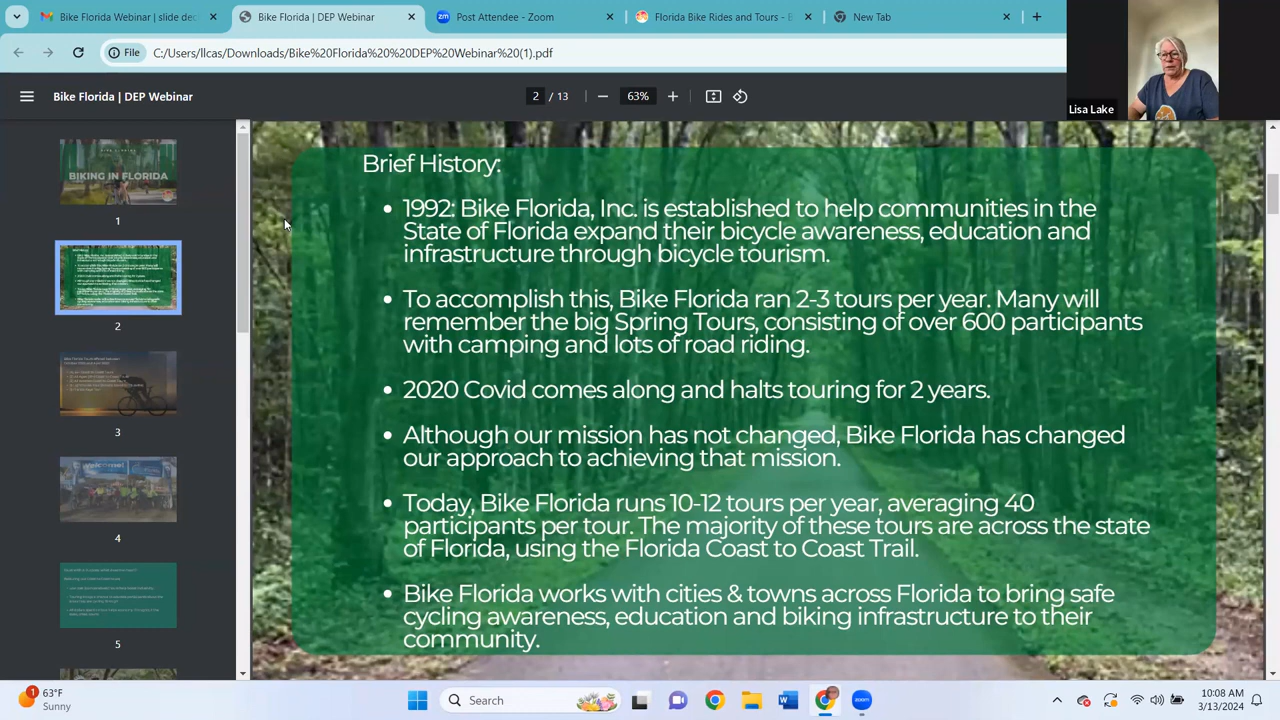 Bike Florida Webinar | slide dec
Bike Florida | DEP Webinar
Post Attendee - Zoom
Florida Bike Rides and Tours - B
New Tab
File
C:/Users/llcas/Downloads/Bike%20Florida%20%20DEP%20Webinar%20(1).pdf
Bike Florida | DEP Webinar
2 / 13
63%
Lisa Lake
BIKING IN FLORIDA
1
2
3
4
5
Brief History:
• 1992: Bike Florida, Inc. is established to help communities in the
State of Florida expand their bicycle awareness, education and
infrastructure through bicycle tourism.
• To accomplish this, Bike Florida ran 2-3 tours per year. Many will
remember the big Spring Tours, consisting of over 600 participants
with camping and lots of road riding.
• 2020 Covid comes along and halts touring for 2 years.
• Although our mission has not changed, Bike Florida has changed
our approach to achieving that mission.
• Today, Bike Florida runs 10-12 tours per year, averaging 40
participants per tour. The majority of these tours are across the state
of Florida, using the Florida Coast to Coast Trail.
• Bike Florida works with cities & towns across Florida to bring safe
cycling awareness, education and biking infrastructure to their
community.
1
63°F
Sunny
Search
zoom
10:08 AM
3/13/2024